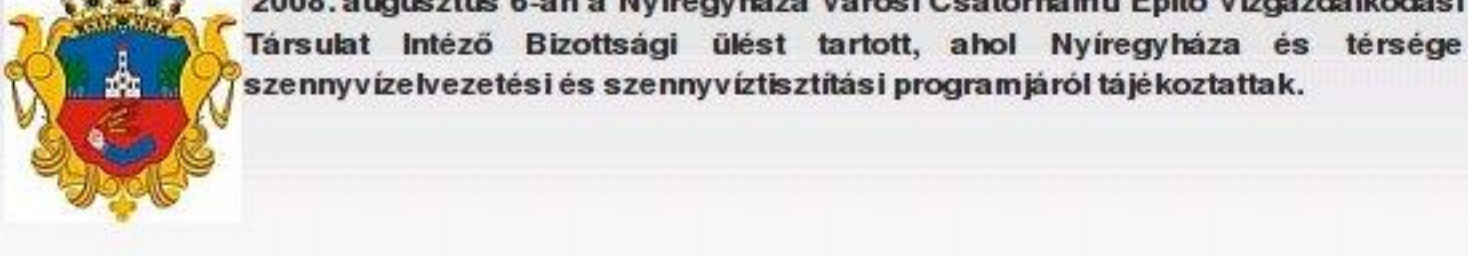 2008. augusztus 6-án a Nyíregyháza Városi Csatornamű Építő Vízgazdálkodási
Társulat Intéző Bizottsági ülést tartott, ahol Nyíregyháza és térsége
szennyvízelvezetési és szennyvíztisztítási programjáról tájékoztattak.